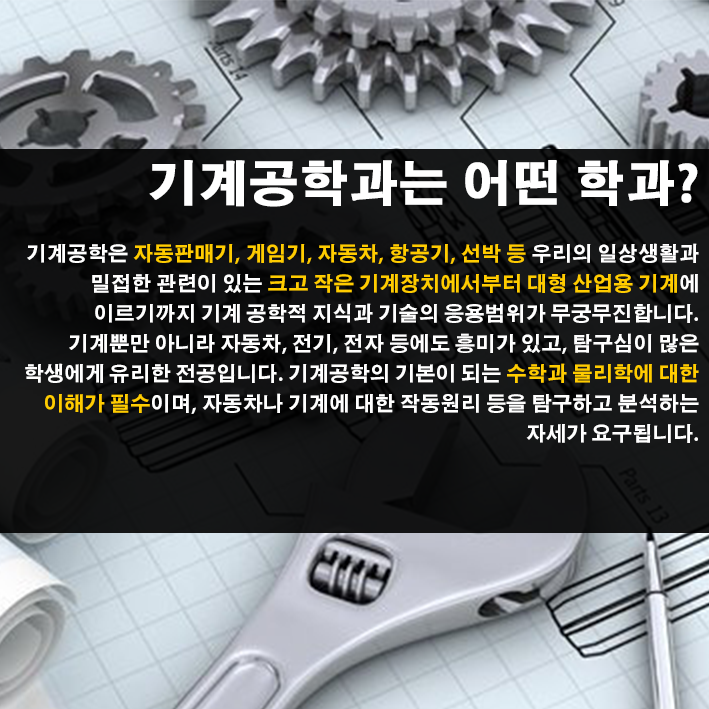 Parts 14
기계공학과는 어떤 학과?
기계공학은 자동판매기, 게임기, 자동차, 항공기, 선박 등 우리의 일상생활과
밀접한 관련이 있는 크고 작은 기계장치에서부터 대형 산업용 기계에
이르기까지 기계 공학적 지식과 기술의 응용범위가 무궁무진합니다.
기계뿐만 아니라 자동차, 전기, 전자 등에도 흥미가 있고, 탐구심이 많은
학생에게 유리한 전공입니다. 기계공학의 기본이 되는 수학과 물리학에 대한
이해가 필수이며, 자동차나 기계에 대한 작동원리 등을 탐구하고 분석하는
자세가 요구됩니다.
Parts 13